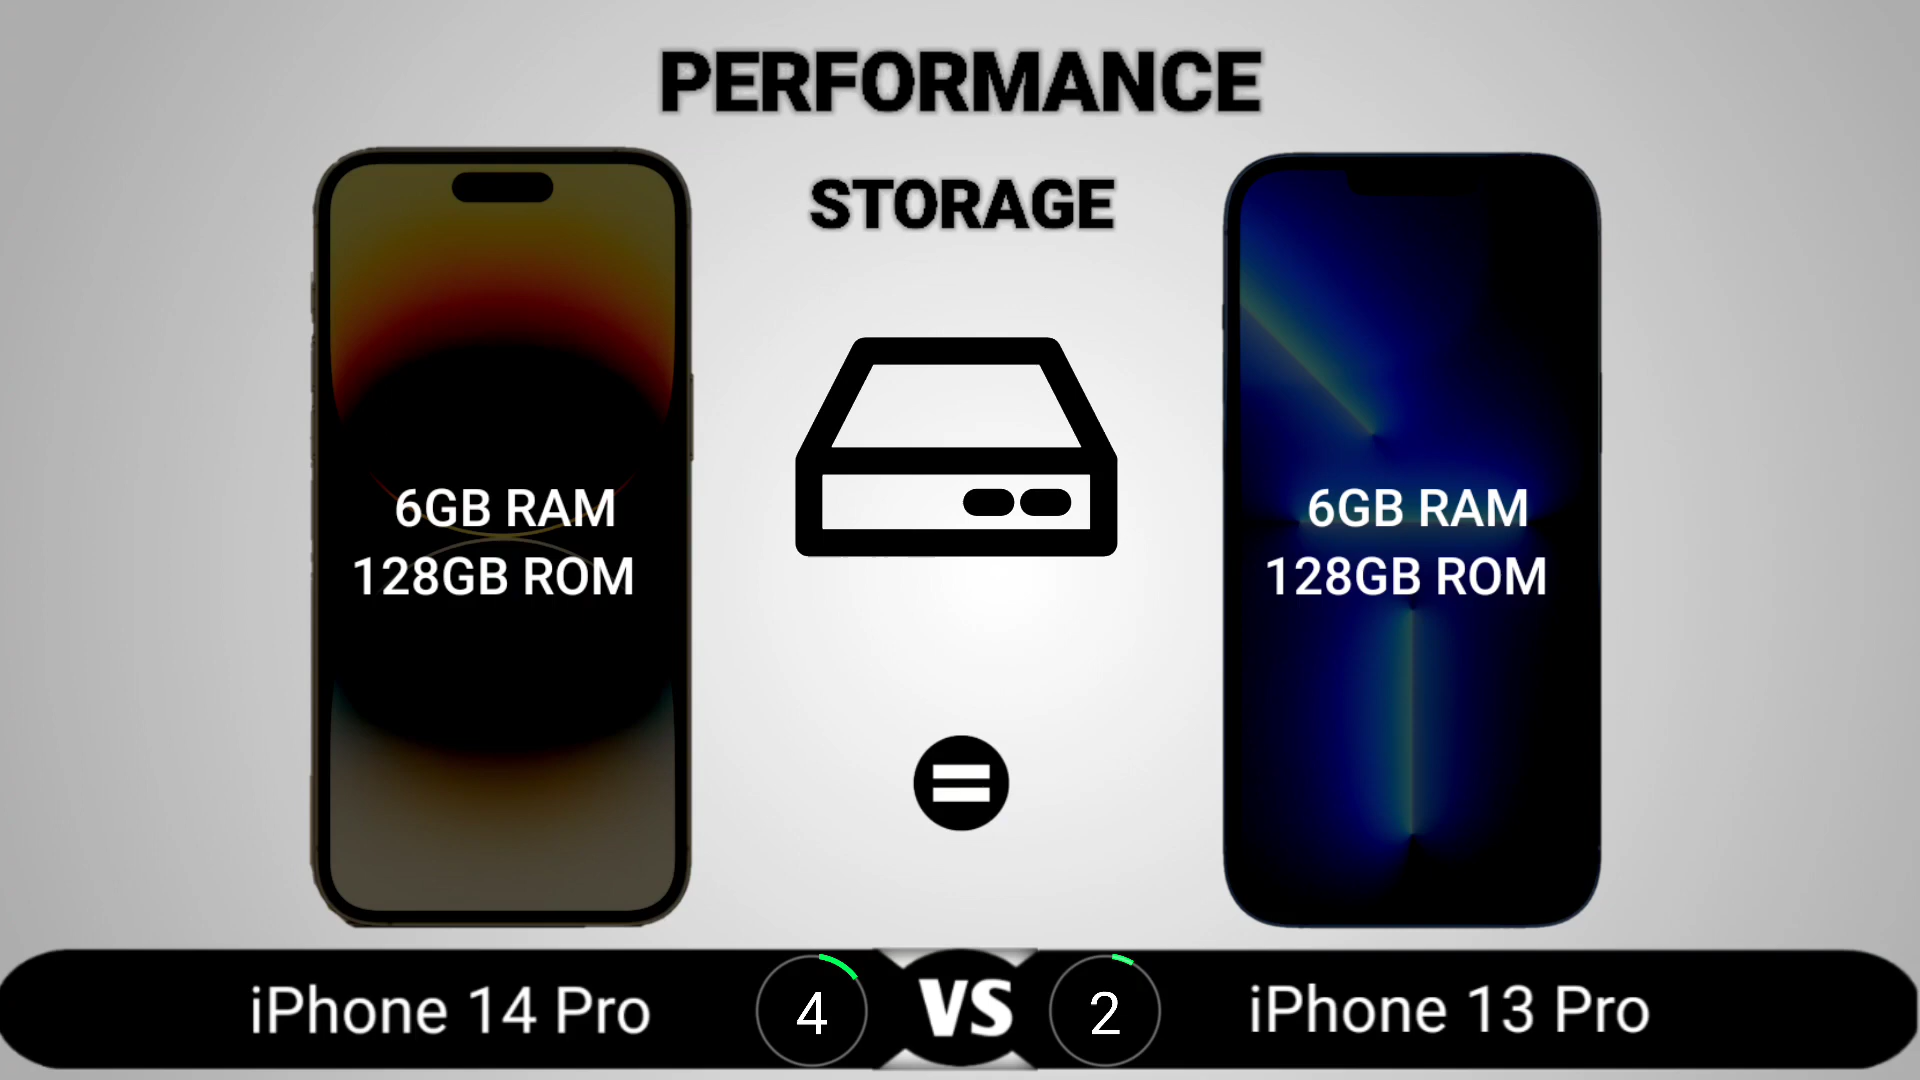 PERFORMANCE
STORAGE
6GB RAM
128GB ROM
6GB RAM
128GB ROM
iPhone 14 Pro
4
VS
2
iPhone 13 Pro